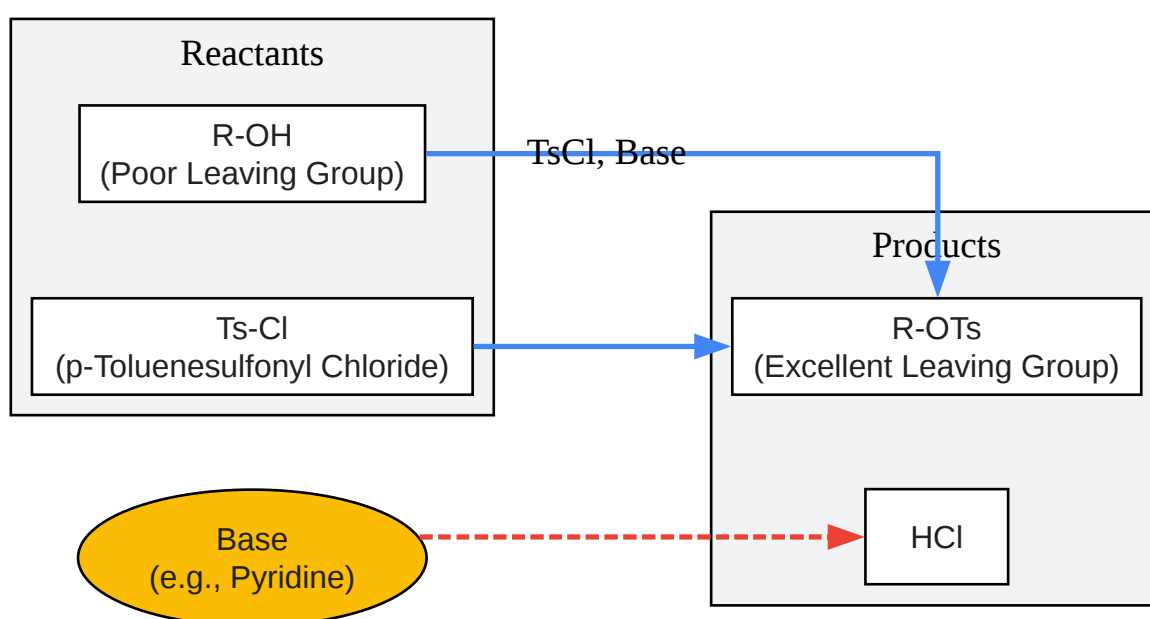 Reactants
R-OH
(Poor Leaving Group)
TsCl, Base
Ts-Cl
(p-Toluenesulfonyl Chloride)
Products
R-OTs
(Excellent Leaving Group)
Base
(e.g., Pyridine)
HCl